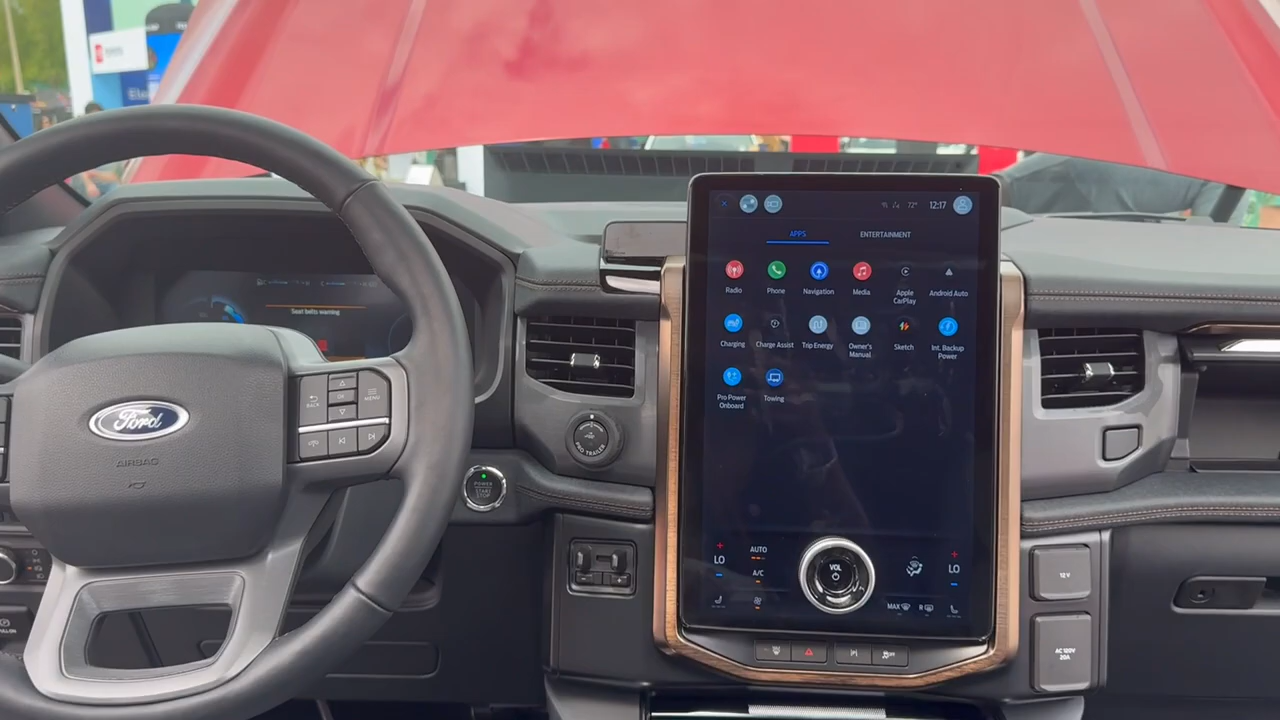 Seat belts warning
Ford
AIRBAG
BACK
OK
MENU
POWER
START
STOP
PRO TRAILER
72°
12:17
APPS
ENTERTAINMENT
Radio
Phone
Navigation
Media
Apple
CarPlay
Android Auto
Charging
Charge Assist
Trip Energy
Owner's
Manual
Sketch
Int. Backup
Power
Pro Power
Onboard
Towing
LO
AUTO
A/C
VOL
LO
MAX
R
12V
AC 120V
20A